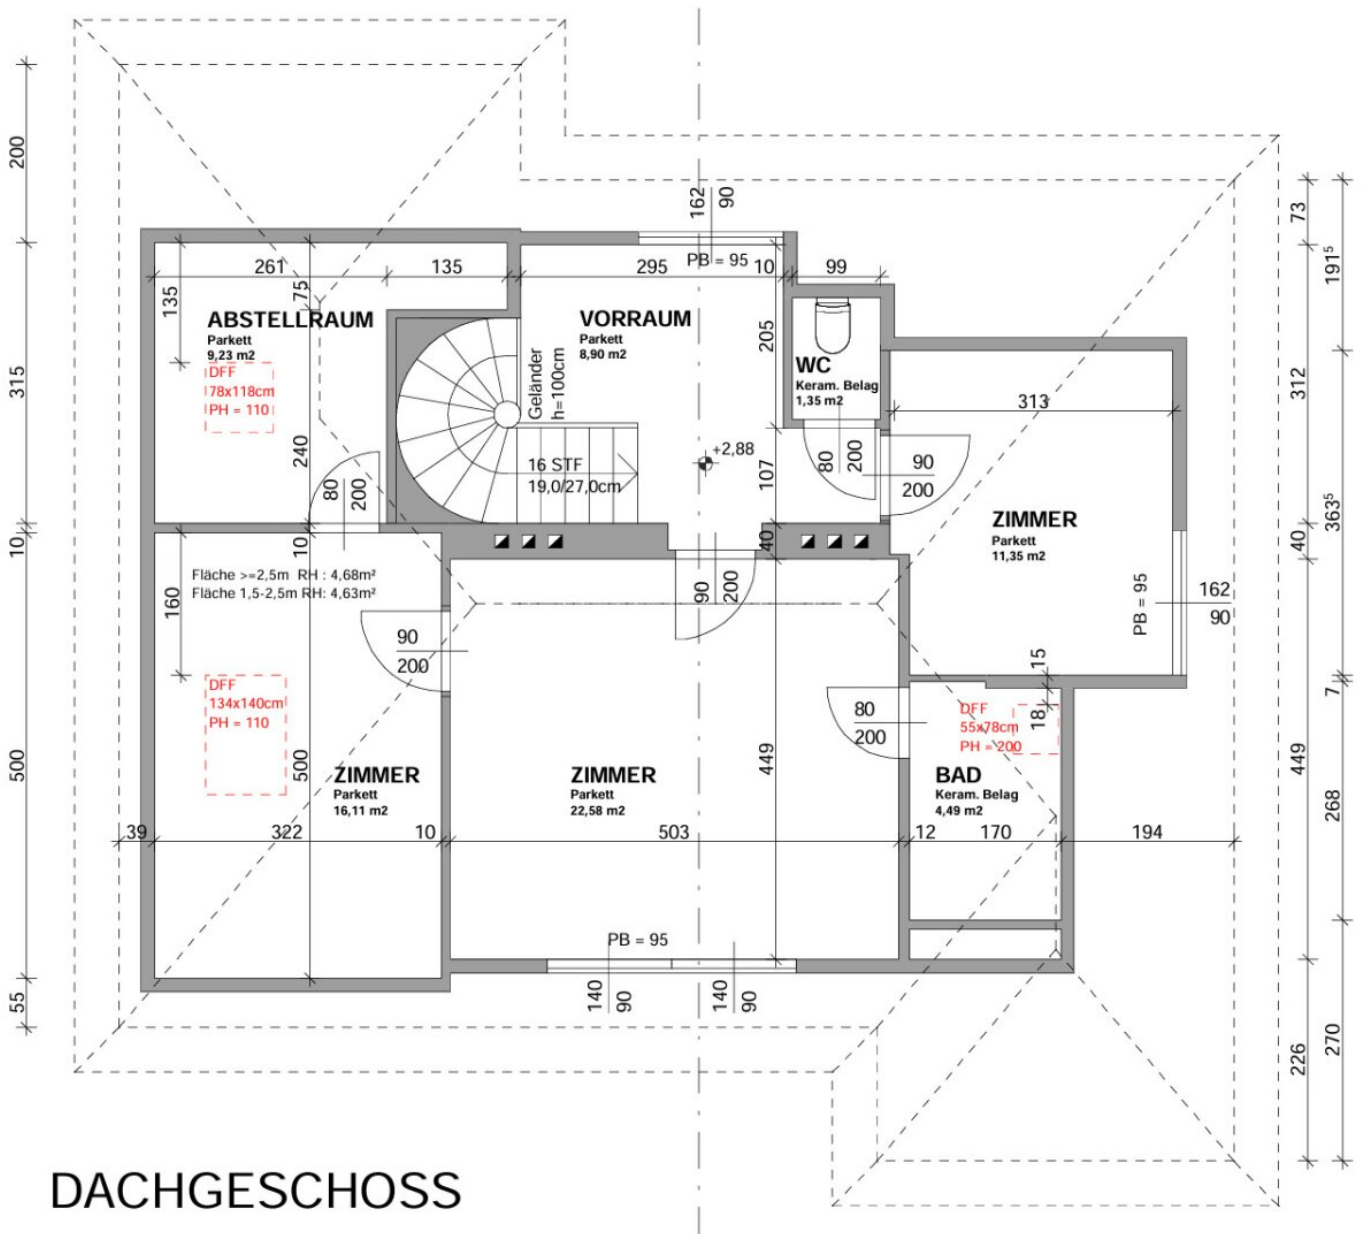 200
315
10
500
55
162
90
PB = 95
261
135
295
10
99
135
75
205
ABSTELLRAUM
Parkett
9,23 m2
DFF
78x118cm
PH = 110
240
80
200
VORRAUM
Parkett
8,90 m2
Geländer
h=100cm
16 STF
19,0/27,0cm
+2,88
107
WC
Keram. Belag
1,35 m2
80
200
90
200
313
ZIMMER
Parkett
11,35 m2
PB = 95
162
90
10
40
90
200
Fläche >=2,5m RH : 4,68m²
Fläche 1,5-2,5m RH: 4,63m²
160
90
200
DFF
134x140cm
PH = 110
500
ZIMMER
Parkett
16,11 m2
ZIMMER
Parkett
22,58 m2
449
80
200
15
18
DFF
55x78cm
PH = 200
BAD
Keram. Belag
4,49 m2
39
322
10
503
12
170
194
PB = 95
140
90
140
90
73
312
40
449
226
191⁵
363⁵
7
268
270
DACHGESCHOSS